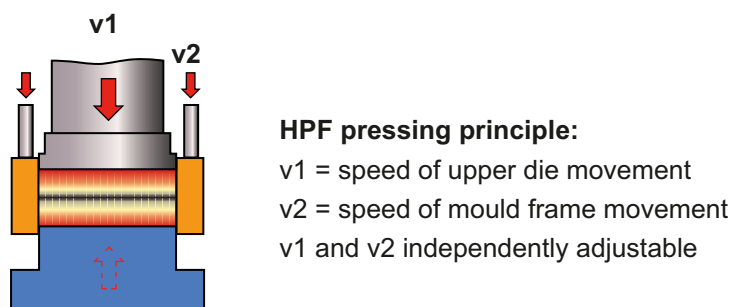 v1
v2
HPF pressing principle:
v1 = speed of upper die movement
v2 = speed of mould frame movement
v1 and v2 independently adjustable